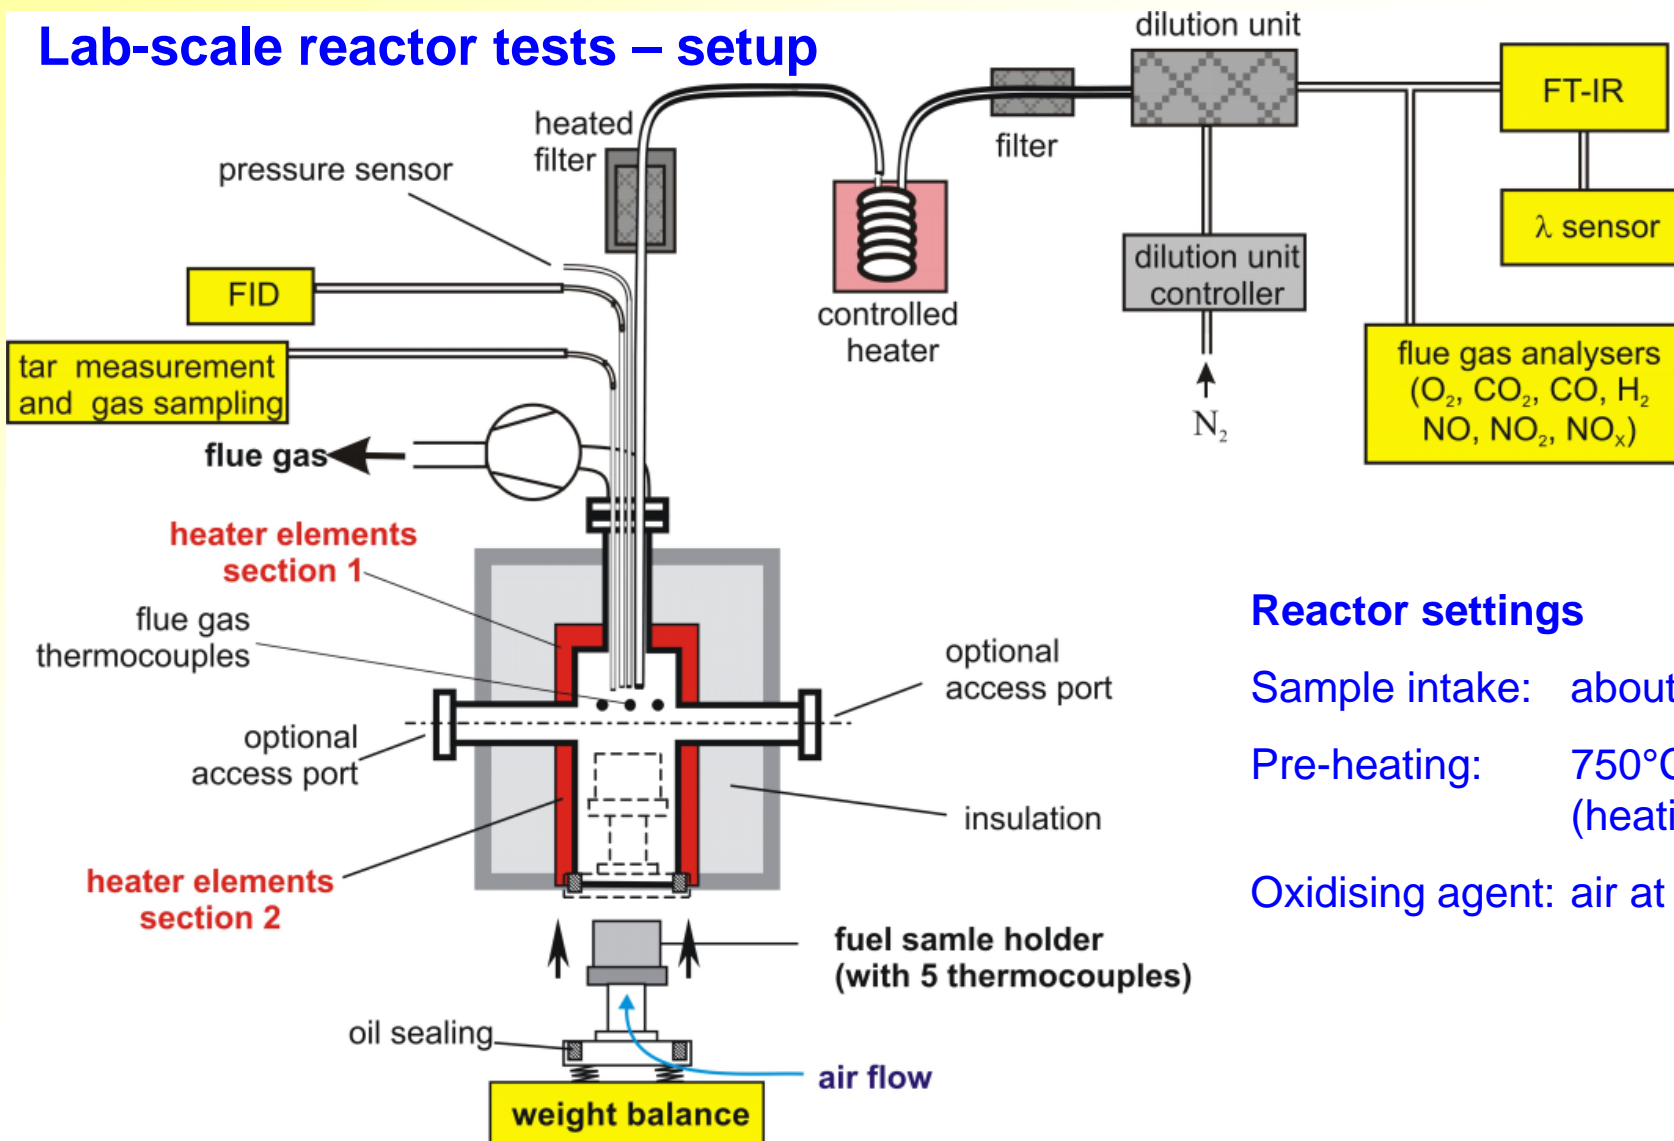 Lab-scale reactor tests – setup
dilution unit
FT-IR
heated
filter
filter
pressure sensor
λ sensor
dilution unit
controller
FID
controlled
heater
tar measurement
and gas sampling
flue gas analysers
(O₂, CO₂, CO, H₂
NO, NO₂, NOₓ)
N₂
flue gas
heater elements
section 1
flue gas
thermocouples
optional
access port
optional
access port
insulation
heater elements
section 2
fuel samle holder
(with 5 thermocouples)
oil sealing
air flow
weight balance
Reactor settings
Sample intake: about
Pre-heating: 750°C
(heati
Oxidising agent: air at